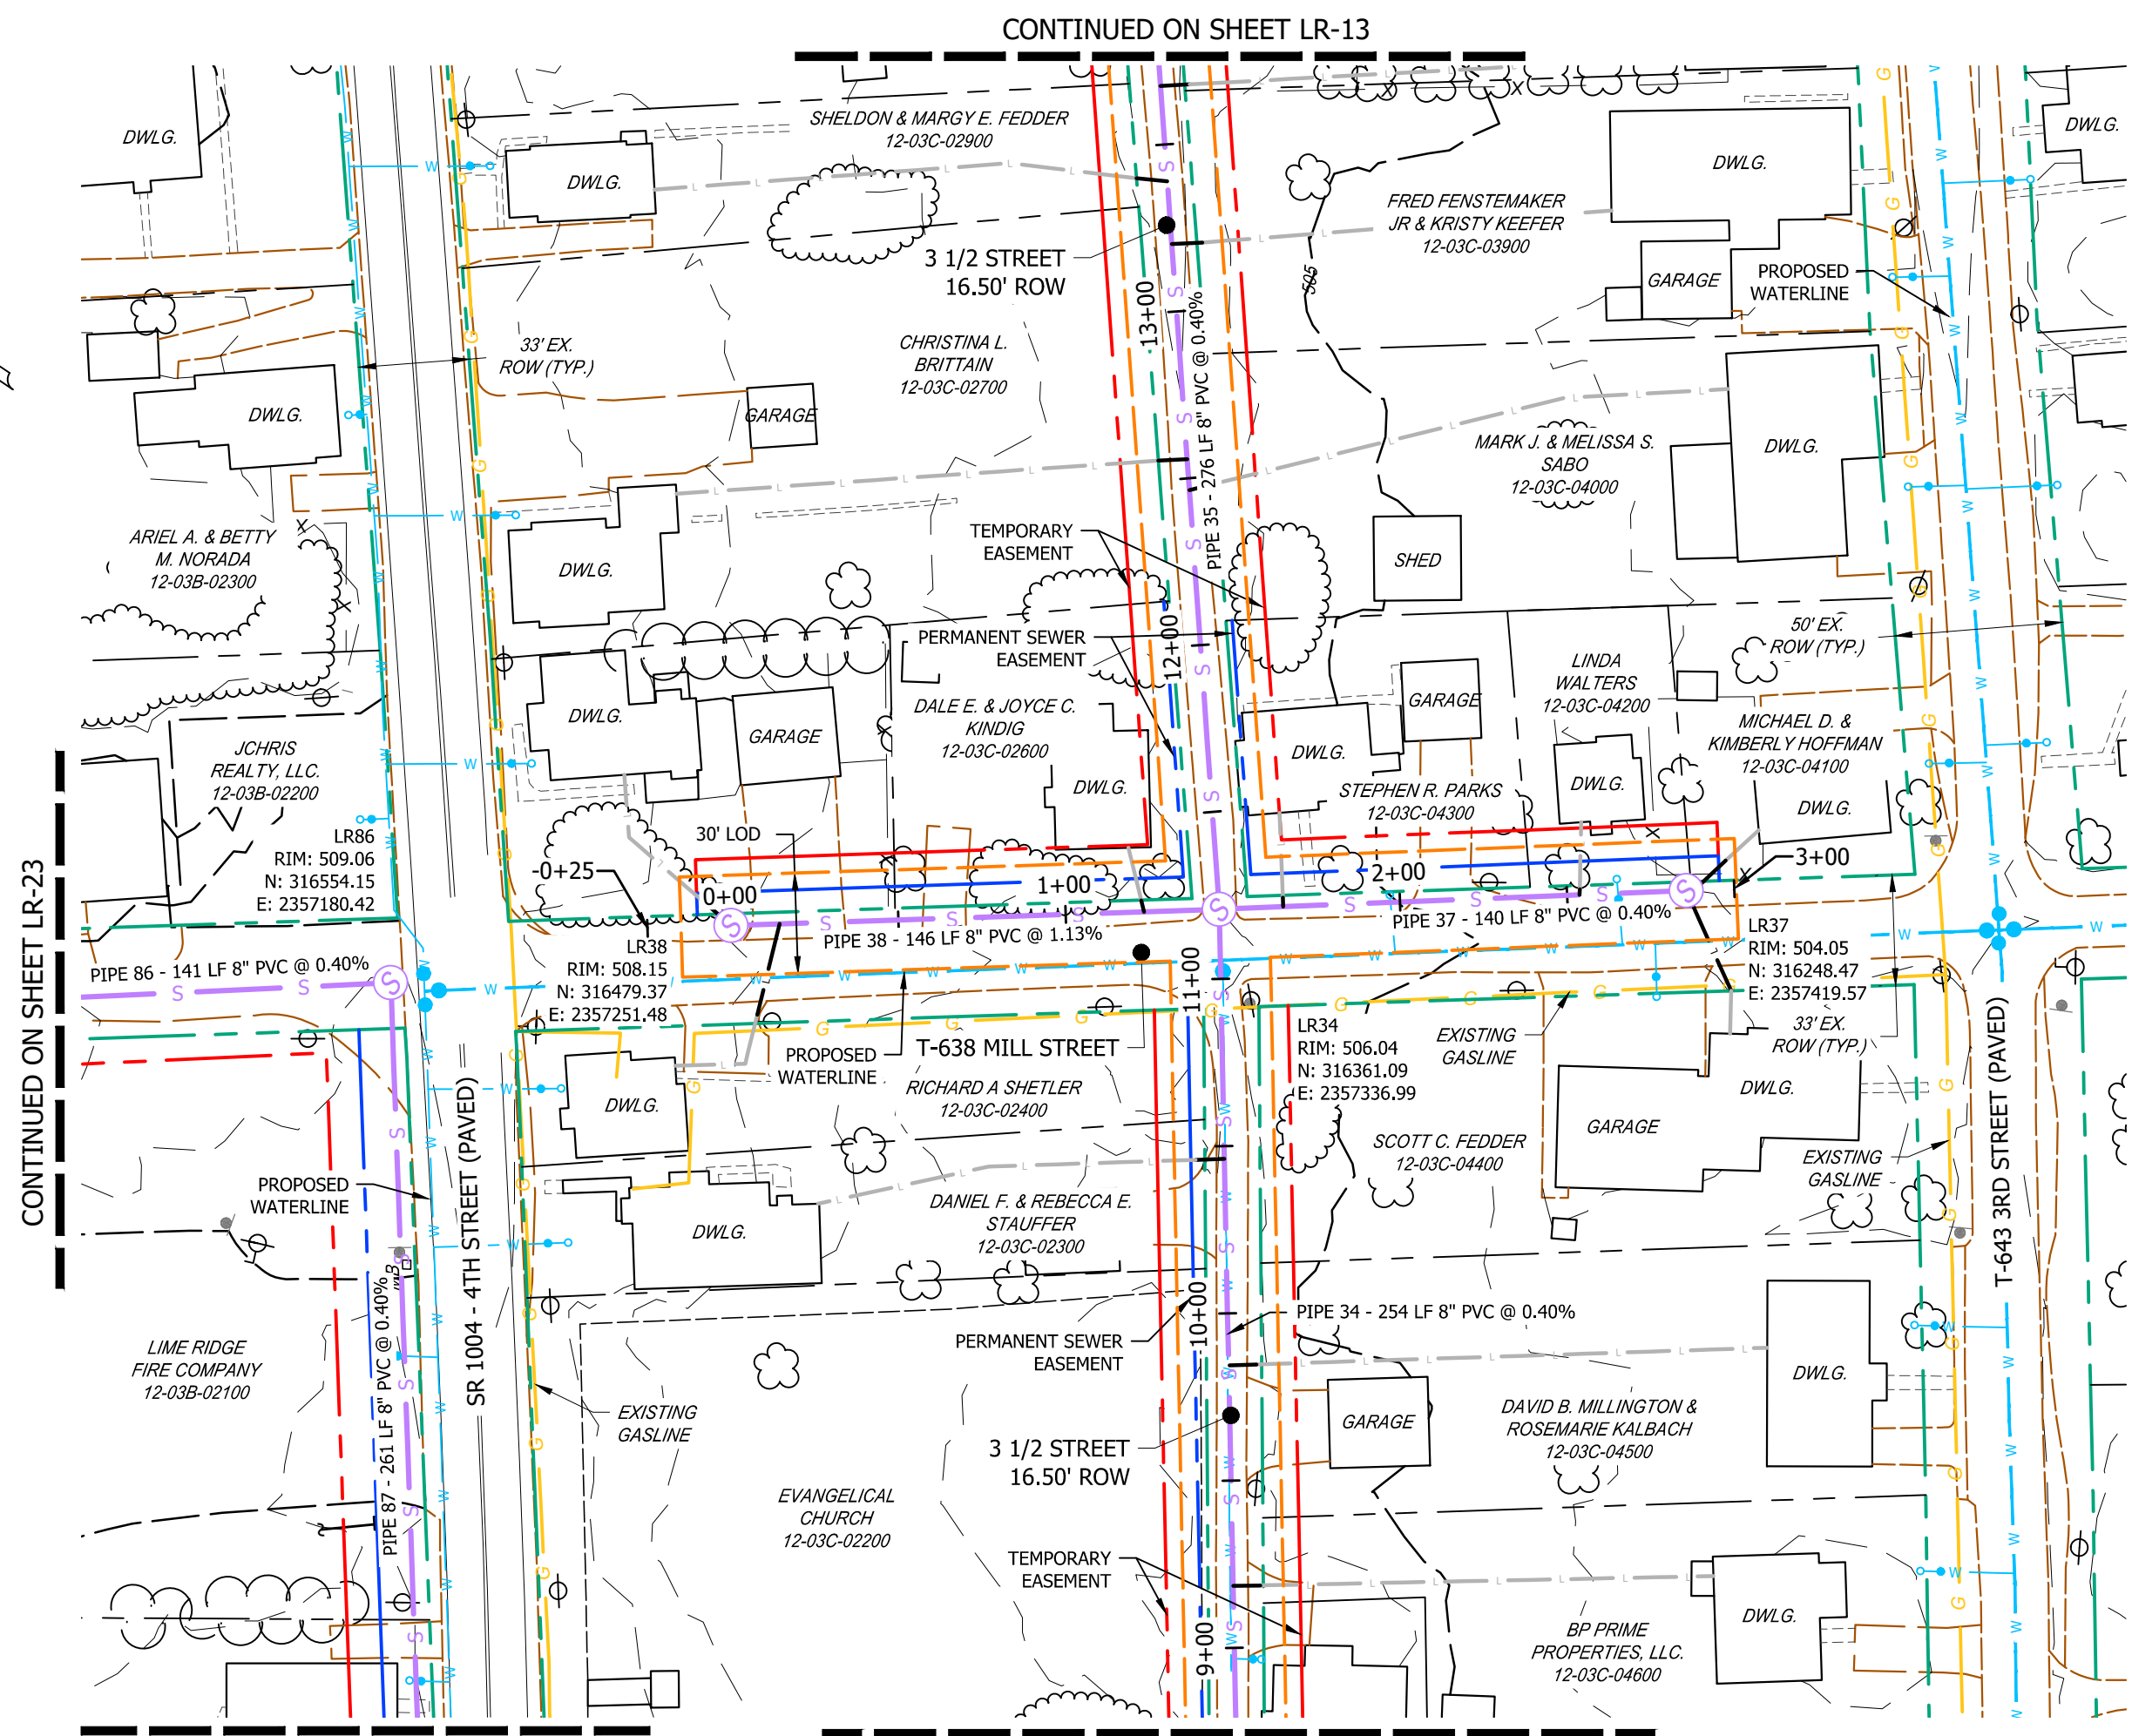 CONTINUED ON SHEET LR-13
DWLG.
DWLG.
SHELDON & MARGY E. FEDDER
12-03C-02900
DWLG.
DWLG.
FRED FENSTEMAKER
JR & KRISTY KEEFER
12-03C-03900
3 1/2 STREET
16.50' ROW
505
GARAGE
PROPOSED
WATERLINE
13+00
33' EX.
ROW (TYP.)
CHRISTINA L.
BRITTAIN
12-03C-02700
PIPE 35 - 276 LF 8" PVC @ 0.40%
DWLG.
GARAGE
MARK J. & MELISSA S.
SABO
12-03C-04000
DWLG.
ARIEL A. & BETTY
M. NORADA
12-03B-02300
TEMPORARY
EASEMENT
DWLG.
SHED
PERMANENT SEWER
EASEMENT
12+00
50' EX.
ROW (TYP.)
LINDA
WALTERS
12-03C-04200
DWLG.
GARAGE
DALE E. & JOYCE C.
KINDIG
12-03C-02600
GARAGE
MICHAEL D. &
KIMBERLY HOFFMAN
12-03C-04100
JCHRIS
REALTY, LLC.
12-03B-02200
DWLG.
DWLG.
STEPHEN R. PARKS
12-03C-04300
DWLG.
DWLG.
LR86
RIM: 509.06
N: 316554.15
E: 2357180.42
30' LOD
-0+25
0+00
1+00
2+00
3+00
CONTINUED ON SHEET LR-23
PIPE 86 - 141 LF 8" PVC @ 0.40%
LR38
RIM: 508.15
N: 316479.37
E: 2357251.48
PIPE 38 - 146 LF 8" PVC @ 1.13%
PIPE 37 - 140 LF 8" PVC @ 0.40%
LR37
RIM: 504.05
N: 316248.47
E: 2357419.57
11+00
33' EX.
ROW (TYP.)
PROPOSED
WATERLINE
T-638 MILL STREET
LR34
RIM: 506.04
N: 316361.09
E: 2357336.99
EXISTING
GASLINE
DWLG.
RICHARD A SHETLER
12-03C-02400
DWLG.
GARAGE
SCOTT C. FEDDER
12-03C-04400
EXISTING
GASLINE
T-643 3RD STREET (PAVED)
SR 1004 - 4TH STREET (PAVED)
PROPOSED
WATERLINE
DWLG.
DANIEL F. & REBECCA E.
STAUFFER
12-03C-02300
MB
PIPE 87 - 261 LF 8" PVC @ 0.40%
10+00
PIPE 34 - 254 LF 8" PVC @ 0.40%
PERMANENT SEWER
EASEMENT
LIME RIDGE
FIRE COMPANY
12-03B-02100
EXISTING
GASLINE
DWLG.
GARAGE
DAVID B. MILLINGTON &
ROSEMARIE KALBACH
12-03C-04500
3 1/2 STREET
16.50' ROW
EVANGELICAL
CHURCH
12-03C-02200
TEMPORARY
EASEMENT
9+00
DWLG.
BP PRIME
PROPERTIES, LLC.
12-03C-04600